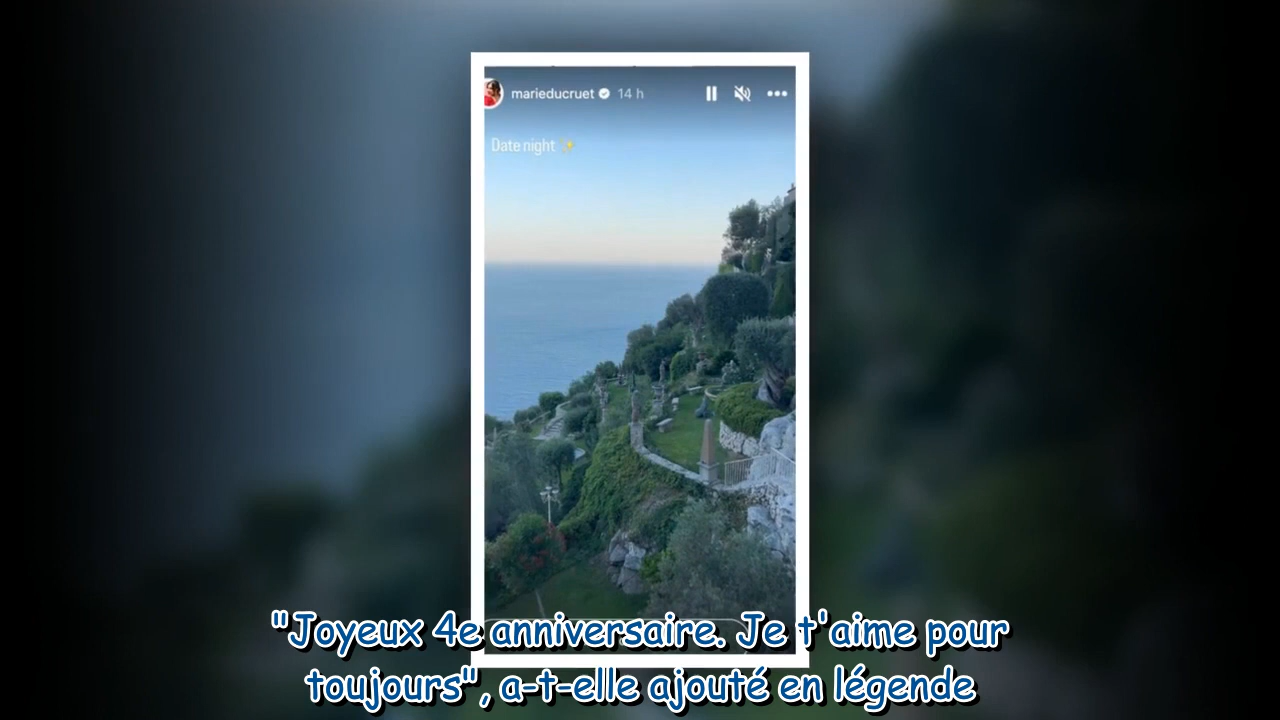 marieducruet 14 h
Date night ✨
"Joyeux 4e anniversaire. Je t'aime pour
toujours", a-t-elle ajouté en légende